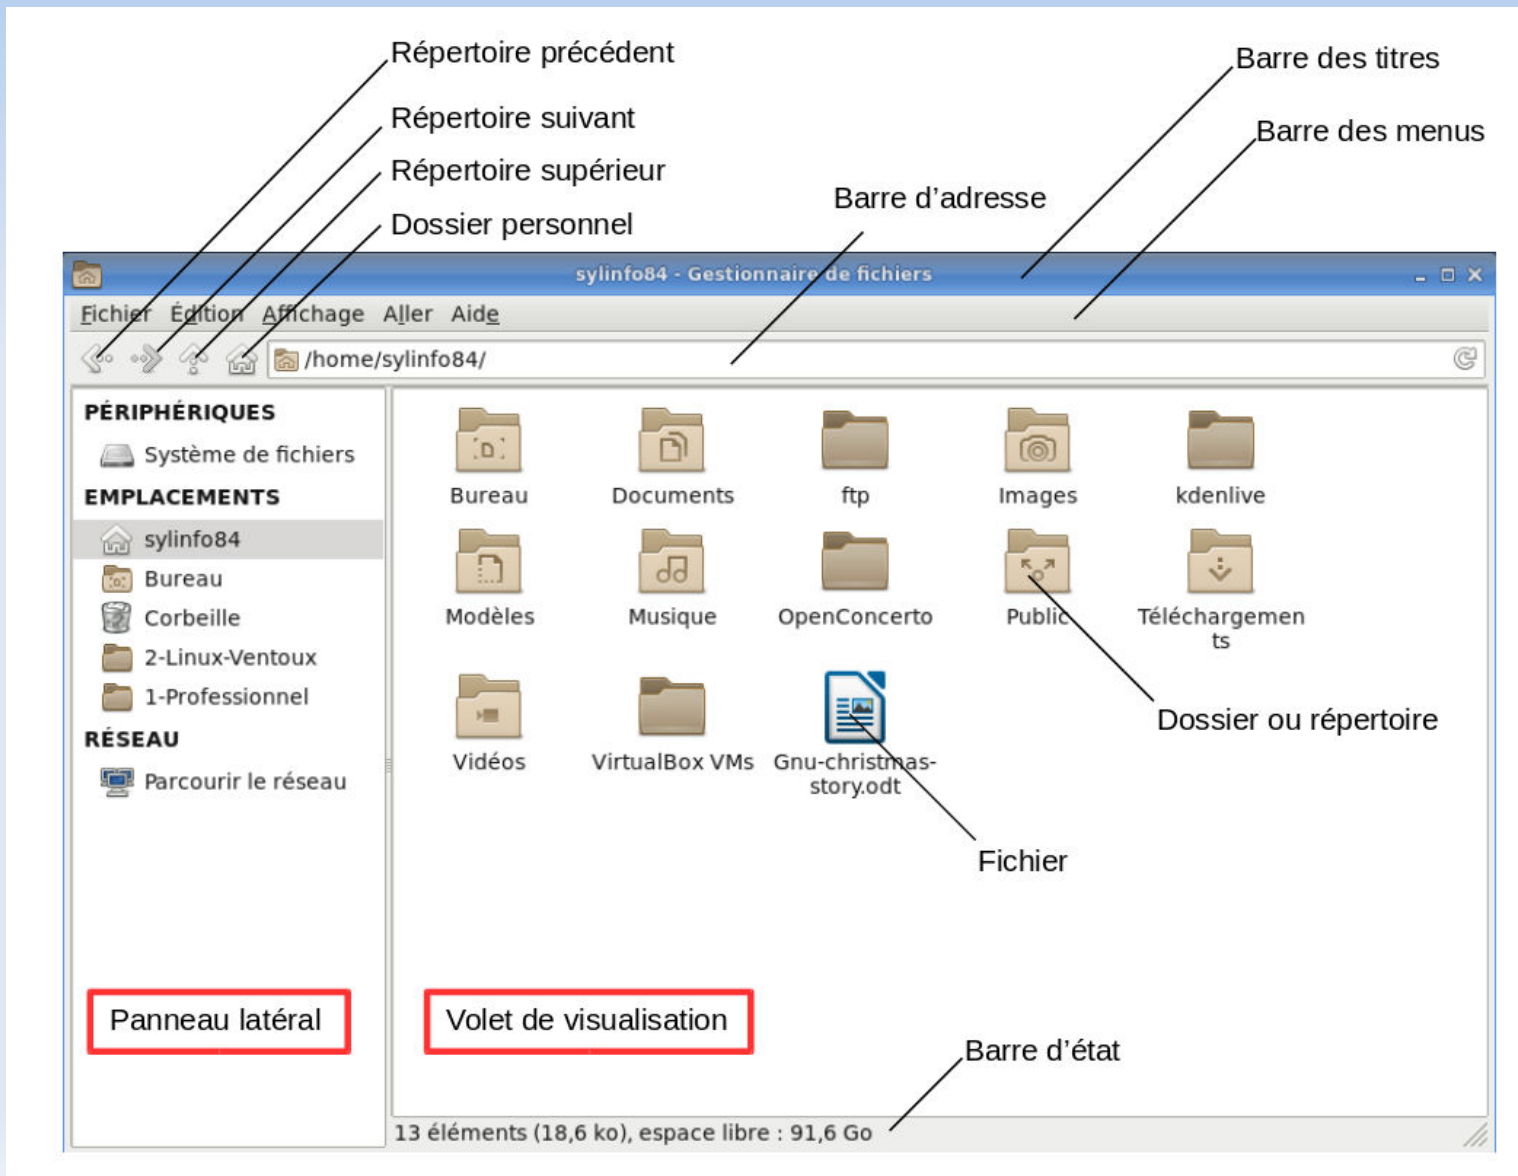 Répertoire précédent
Barre des titres
Répertoire suivant
Barre des menus
Répertoire supérieur
Barre d’adresse
Dossier personnel
sylinfo84 - Gestionnaire de fichiers
Fichier Édition Affichage Aller Aide
/home/sylinfo84/
PÉRIPHÉRIQUES
Système de fichiers
EMPLACEMENTS
sylinfo84
Bureau
Corbeille
2-Linux-Ventoux
1-Professionnel
RÉSEAU
Parcourir le réseau
Panneau latéral
Bureau Documents ftp Images kdenlive
Modèles Musique OpenConcerto Public Téléchargemen
ts
Vidéos VirtualBox VMs Gnu-christmas-
story.odt
Dossier ou répertoire
Fichier
Volet de visualisation
Barre d’état
13 éléments (18,6 ko), espace libre : 91,6 Go